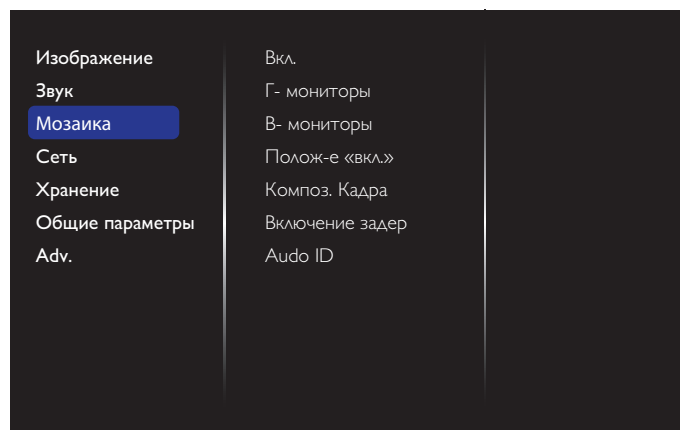 Изображение
Звук
Мозаика
Сеть
Хранение
Общие параметры
Adv.
Вкл.
Г- мониторы
В- мониторы
Полож-е «вкл.»
Композ. Кадра
Включение задер
Audo ID